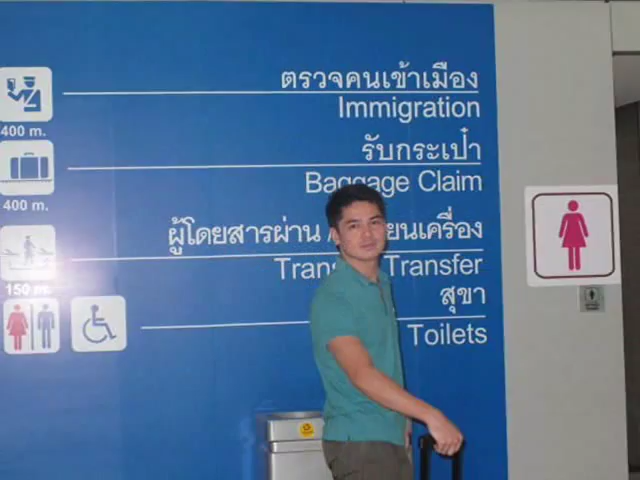 ตรวจคนเข้าเมือง
Immigration
400 m.
รับกระเป๋า
Baggage Claim
400 m.
ผู้โดยสารผ่าน
Transfer
150 m.
สุขา
Toilets